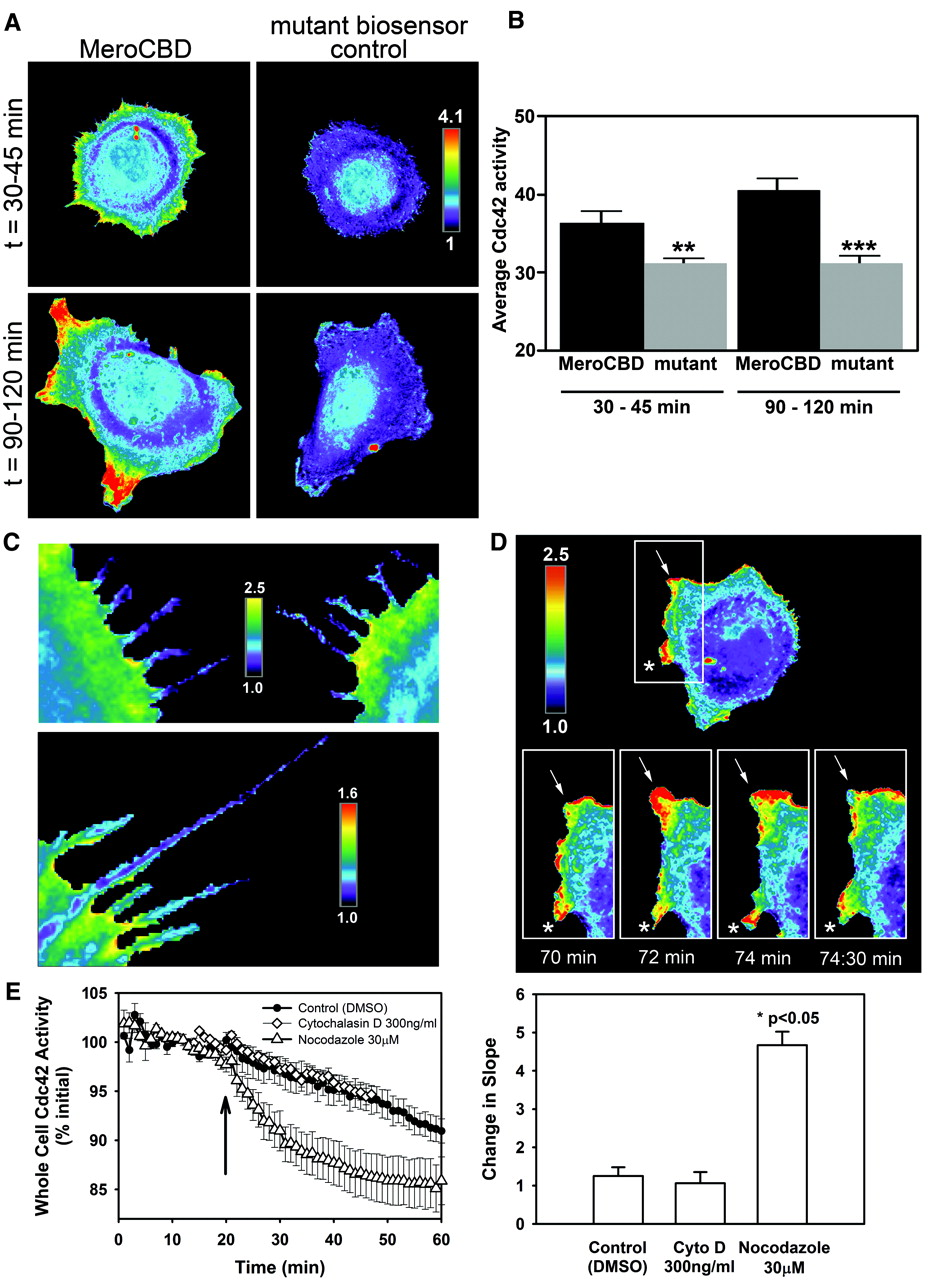 A
MeroCBD
mutant biosensor
control
t = 30-45 min
4.1
1
t = 90-120 min
B
Average Cdc42 activity
50
40
30
20
**
***
MeroCBD mutant MeroCBD mutant
30 - 45 min 90 - 120 min
C
2.5
1.0
1.6
1.0
D
2.5
1.0
*
* * * *
70 min 72 min 74 min 74:30 min
E
Whole Cell Cdc42 Activity
(% initial)
105
100
95
90
85
Control (DMSO)
Cytochalasin D 300ng/ml
Nocodazole 30µM
0 10 20 30 40 50 60
Time (min)
Change in Slope
6
5
4
3
2
1
0
* p<0.05
Control
(DMSO)
Cyto D
300ng/ml
Nocodazole
30µM